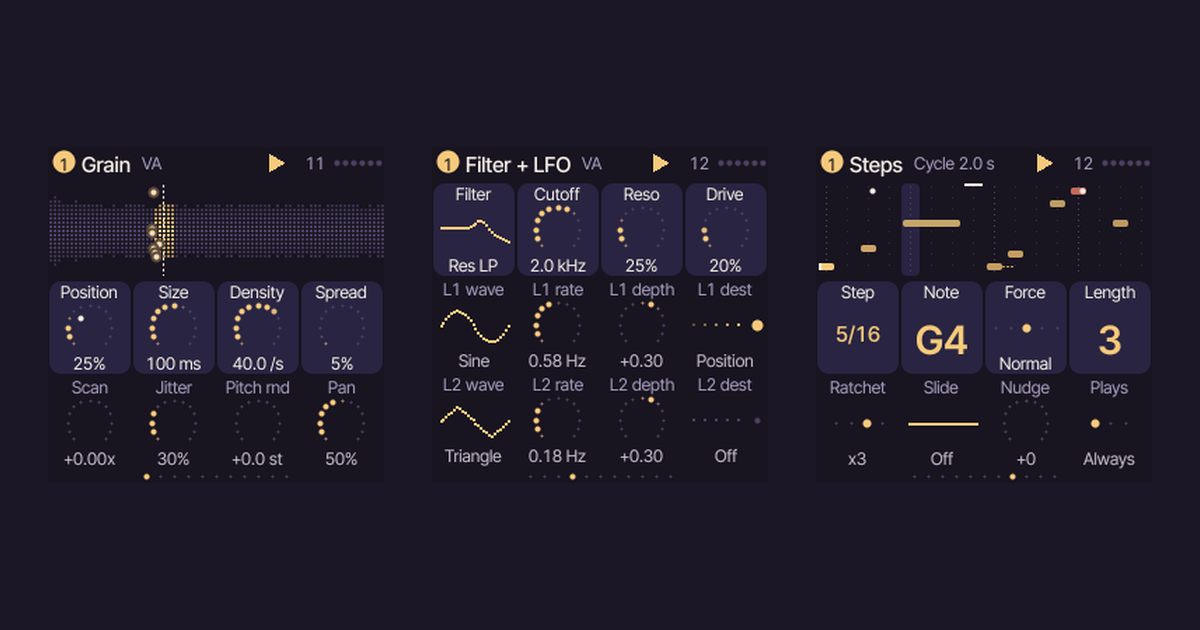 1 Grain VA 11
Position Size Density Spread
25% 100 ms 40.0 /s 5%
Scan Jitter Pitch rnd Pan
+0.00x 30% +0.0 st 50%
1 Filter + LFO VA 12
Filter Cutoff Reso Drive
Res LP 2.0 kHz 25% 20%
L1 wave L1 rate L1 depth L1 dest
Sine 0.58 Hz +0.30 Position
L2 wave L2 rate L2 depth L2 dest
Triangle 0.18 Hz +0.30 Off
1 Steps Cycle 2.0 s 12
Step Note Force Length
5/16 G4 Normal 3
Ratchet Slide Nudge Plays
x3 Off +0 Always